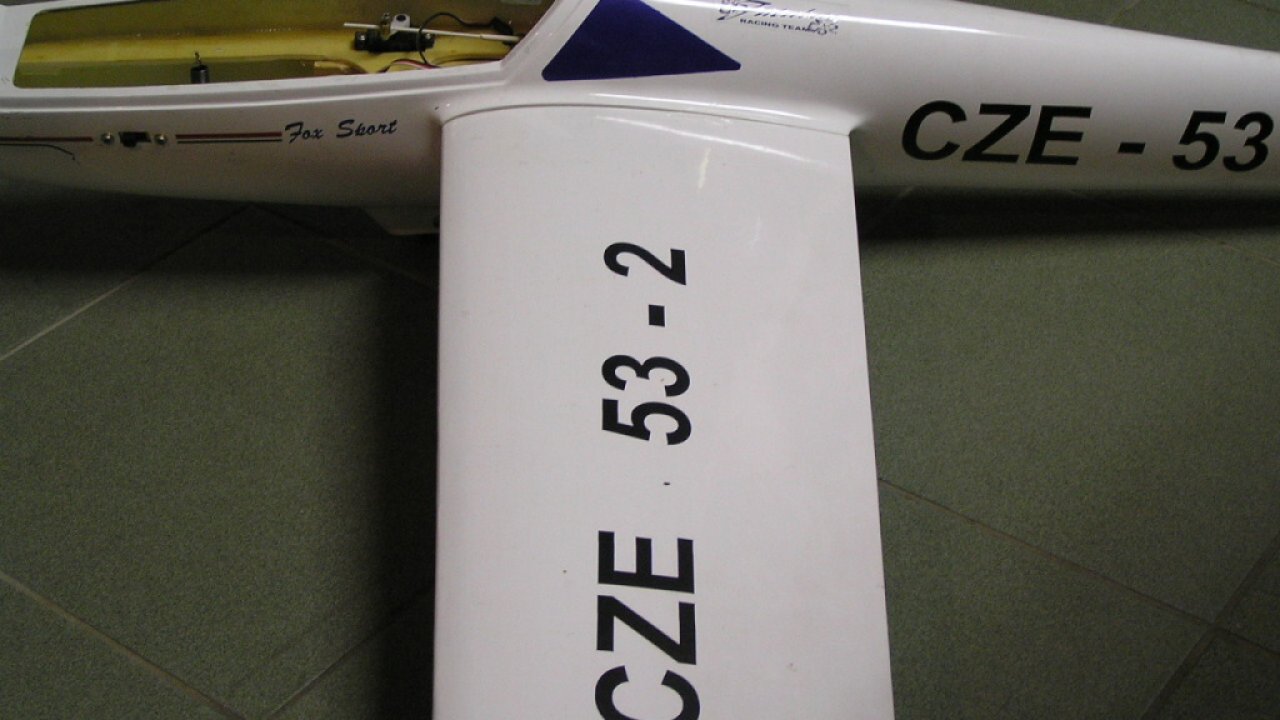 RACING TEAM
Fox Sport
CZE - 53
CZE 53 - 2